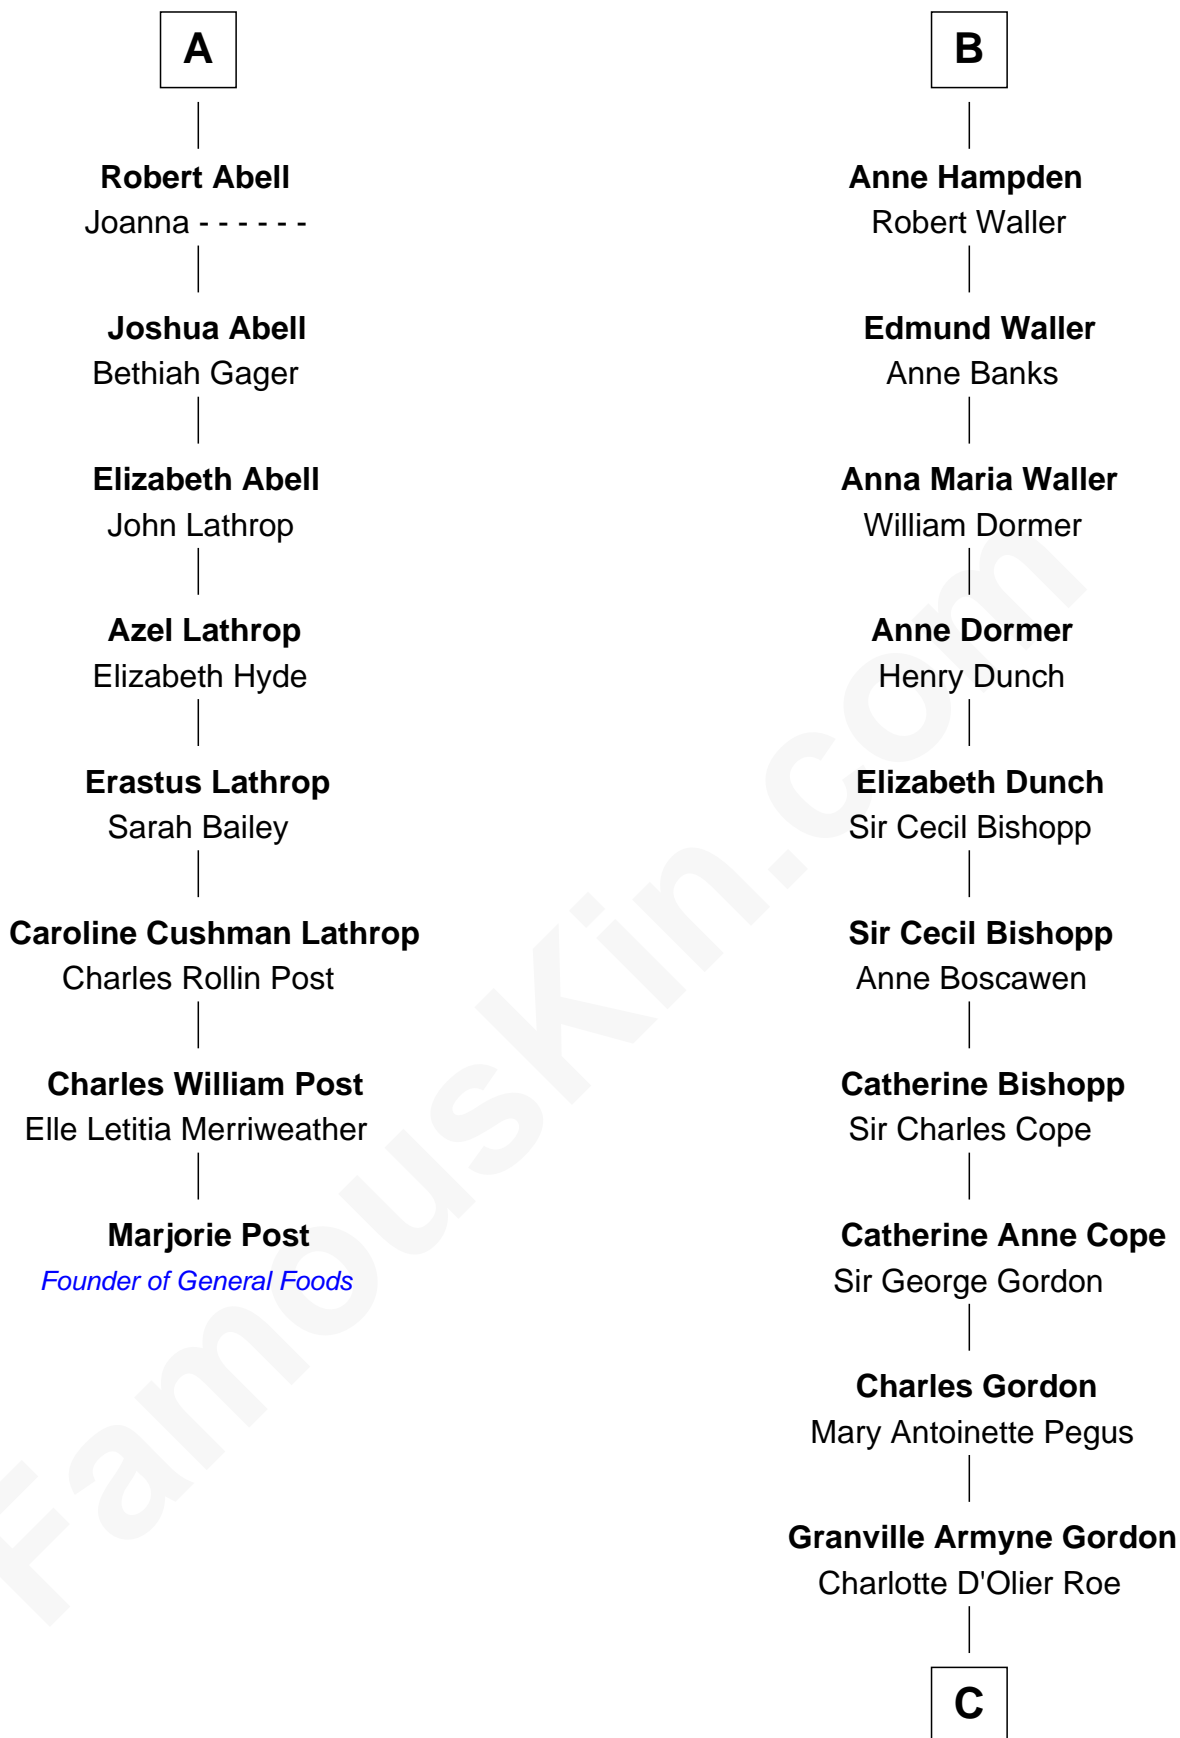 A
Robert Abell
Joanna - - - - - -
Joshua Abell
Bethiah Gager
Elizabeth Abell
John Lathrop
Azel Lathrop
Elizabeth Hyde
Erastus Lathrop
Sarah Bailey
Caroline Cushman Lathrop
Charles Rollin Post
Charles William Post
Elle Letitia Merriweather
Marjorie Post
Founder of General Foods
B
Anne Hampden
Robert Waller
Edmund Waller
Anne Banks
Anna Maria Waller
William Dormer
Anne Dormer
Henry Dunch
Elizabeth Dunch
Sir Cecil Bishopp
Sir Cecil Bishopp
Anne Boscawen
Catherine Bishopp
Sir Charles Cope
Catherine Anne Cope
Sir George Gordon
Charles Gordon
Mary Antoinette Pegus
Granville Armyne Gordon
Charlotte D'Olier Roe
C
FamousKin.com